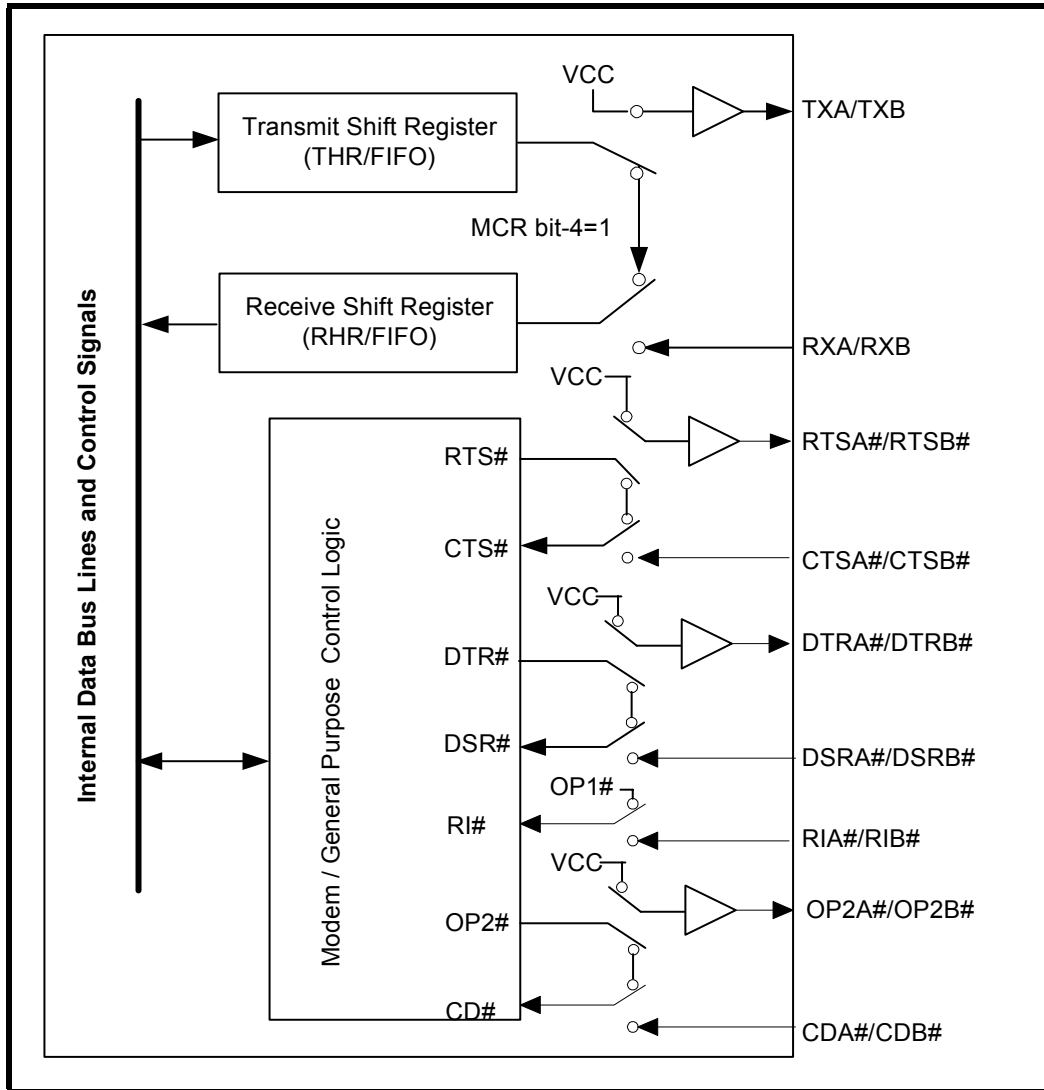 VCC
TXA/TXB
Transmit Shift Register
(THR/FIFO)
MCR bit-4=1
Receive Shift Register
(RHR/FIFO)
RXA/RXB
VCC
RTSA#/RTSB#
RTS#
CTS#
CTSA#/CTSB#
VCC
DTRA#/DTRB#
DTR#
DSR#
DSRA#/DSRB#
OP1#
RI#
RIA#/RIB#
VCC
OP2A#/OP2B#
OP2#
CD#
CDA#/CDB#
Internal Data Bus Lines and Control Signals
Modem / General Purpose Control Logic